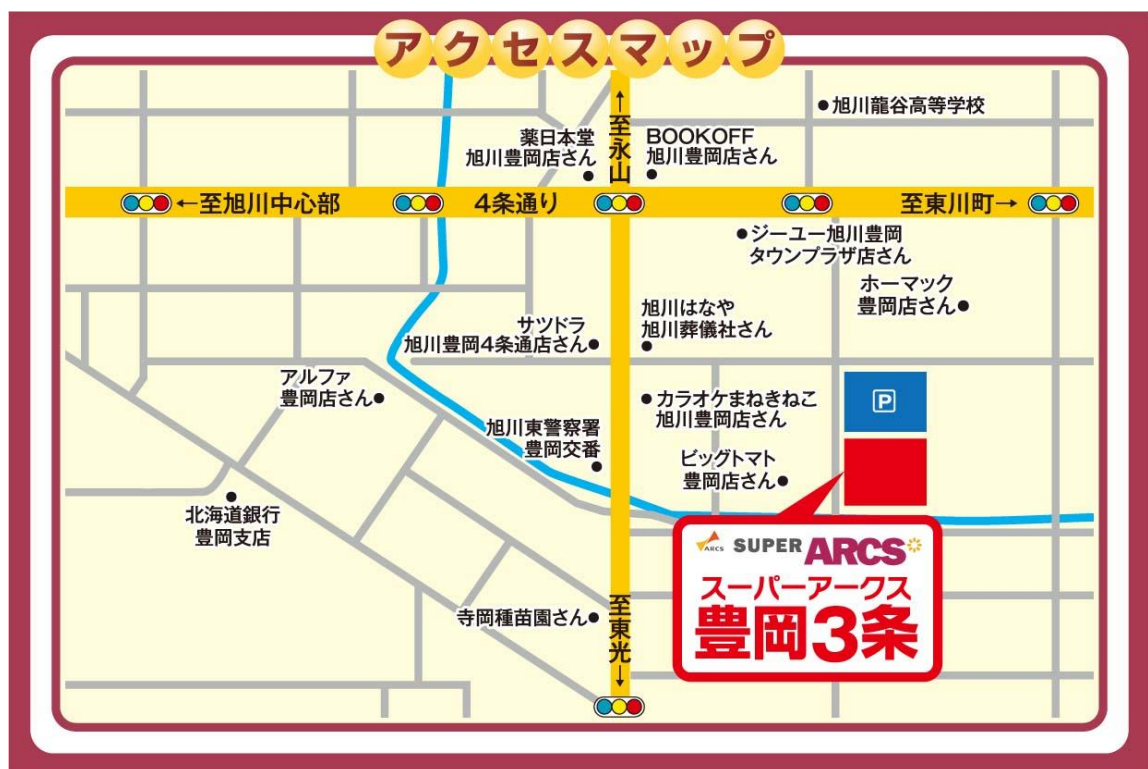 アクセスマップ
↑至永山
旭川龍谷高等学校
薬日本堂
旭川豊岡店さん
BOOKOFF
旭川豊岡店さん
←至旭川中心部
4条通り
至東川町→
ジーユー旭川豊岡
タウンプラザ店さん
ホーマック
豊岡店さん
旭川はなや
旭川葬儀社さん
サツドラ
旭川豊岡4条通店さん
アルファ
豊岡店さん
カラオケまねきねこ
旭川豊岡店さん
P
旭川東警察署
豊岡交番
ビッグトマト
豊岡店さん
北海道銀行
豊岡支店
ARCS SUPER ARCS
スーパーアークス
豊岡3条
寺岡種苗園さん
至東光↓